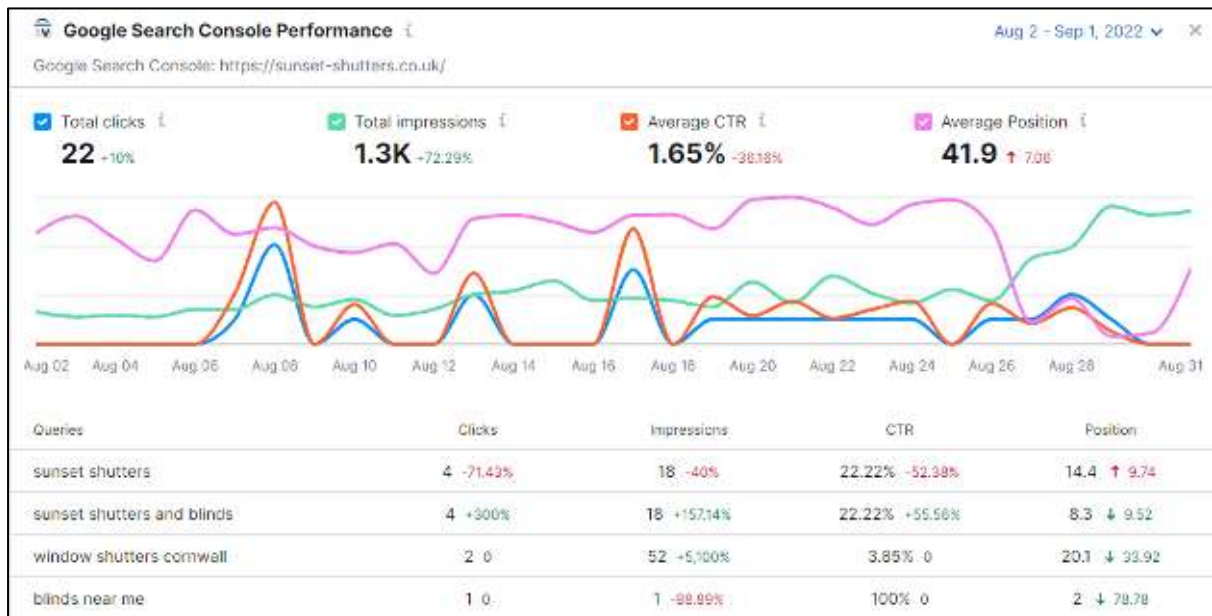 Google Search Console Performance i
Aug 2 - Sep 1, 2022
Google Search Console: https://sunset-shutters.co.uk/
Total clicks i
22 +10%
Total impressions i
1.3K +72.29%
Average CTR i
1.65% -36.16%
Average Position i
41.9 ↑ 7.06
Aug 02 Aug 04 Aug 06 Aug 08 Aug 10 Aug 12 Aug 14 Aug 16 Aug 18 Aug 20 Aug 22 Aug 24 Aug 26 Aug 28 Aug 31
Queries Clicks Impressions CTR Position
sunset shutters 4 -71.43% 18 -40% 22.22% -52.38% 14.4 ↑ 9.74
sunset shutters and blinds 4 +300% 18 +157.14% 22.22% +55.56% 8.3 ↓ 9.52
window shutters cornwall 2 0 52 +5,100% 3.85% 0 20.1 ↓ 33.92
blinds near me 1 0 1 -98.89% 100% 0 2 ↓ 78.78